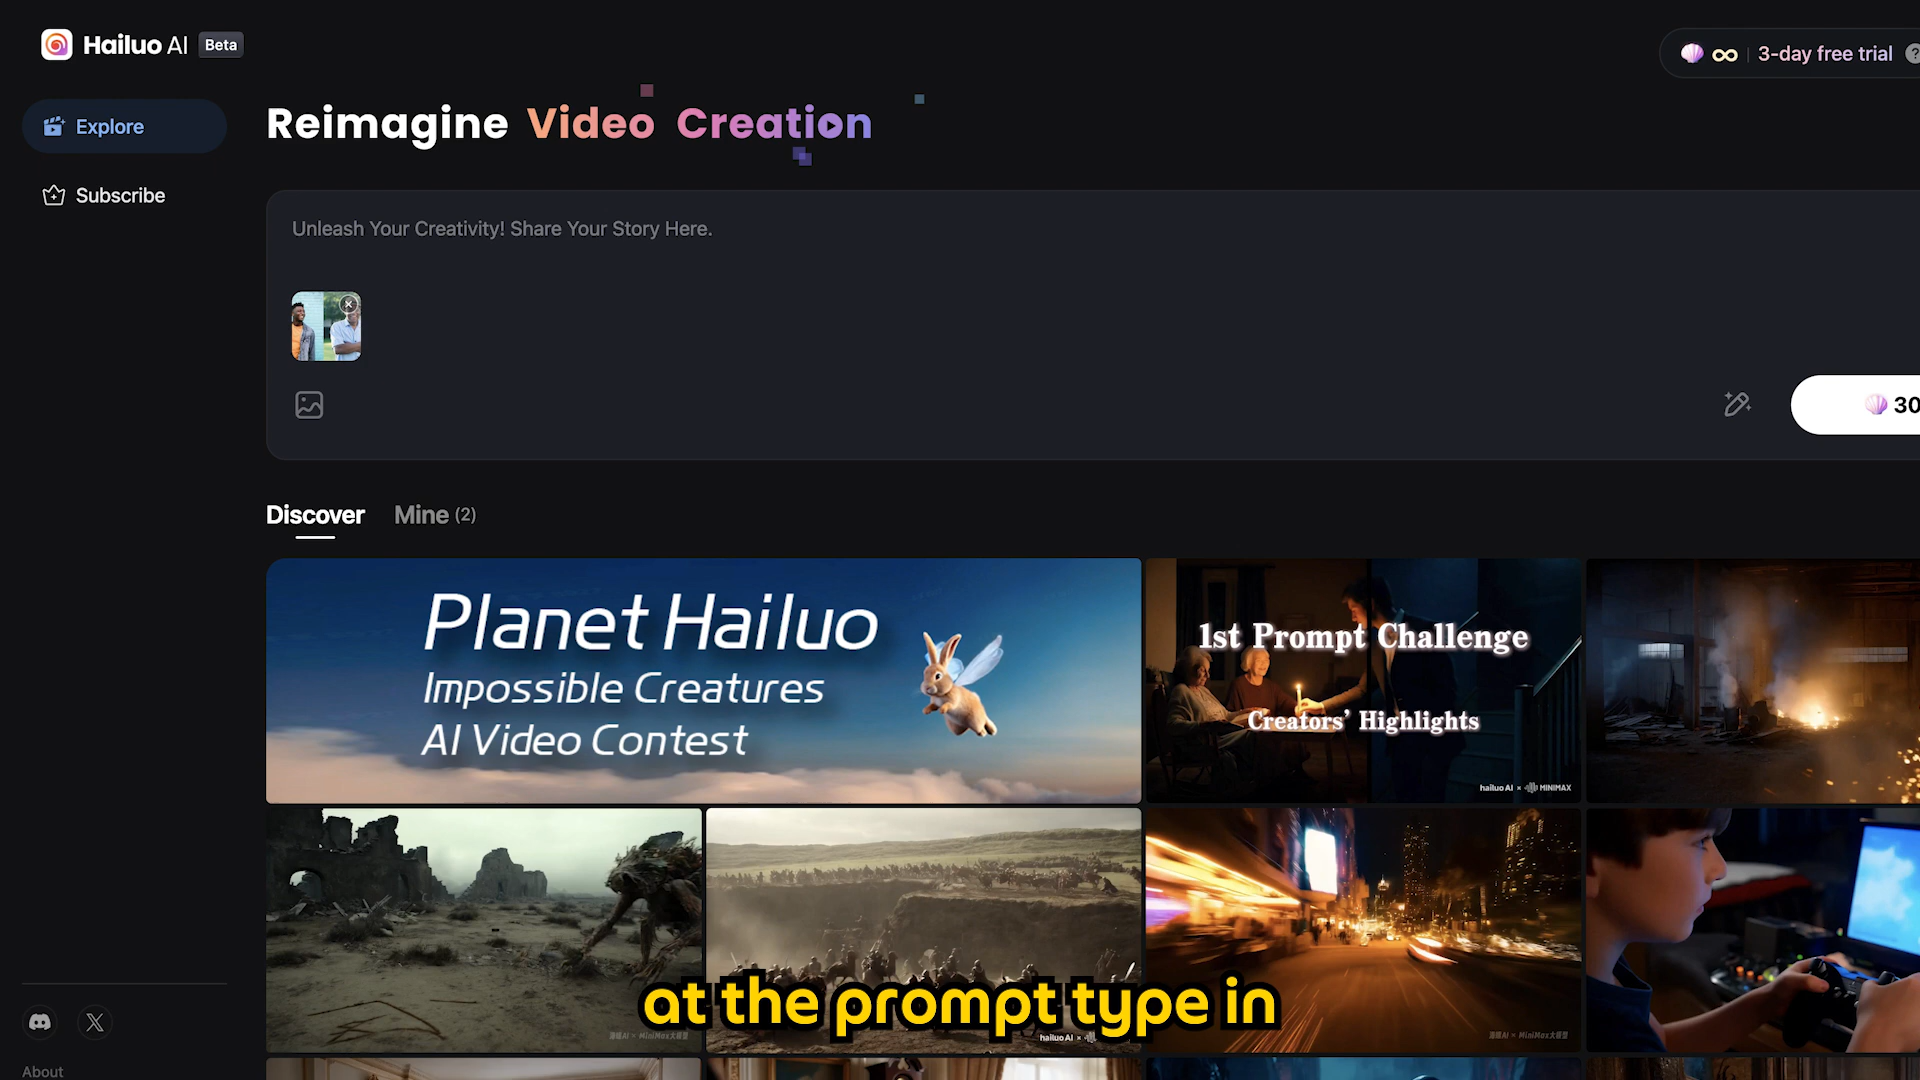 Hailuo AI Beta
3-day free trial
Explore
Subscribe
Reimagine Video Creation
Unleash Your Creativity! Share Your Story Here.
30
Discover Mine (2)
Planet Hailuo
Impossible Creatures
AI Video Contest
1st Prompt Challenge
Creators' Highlights
hailuo AI × MINIMAX
at the prompt type in
hailuo AI ×
About